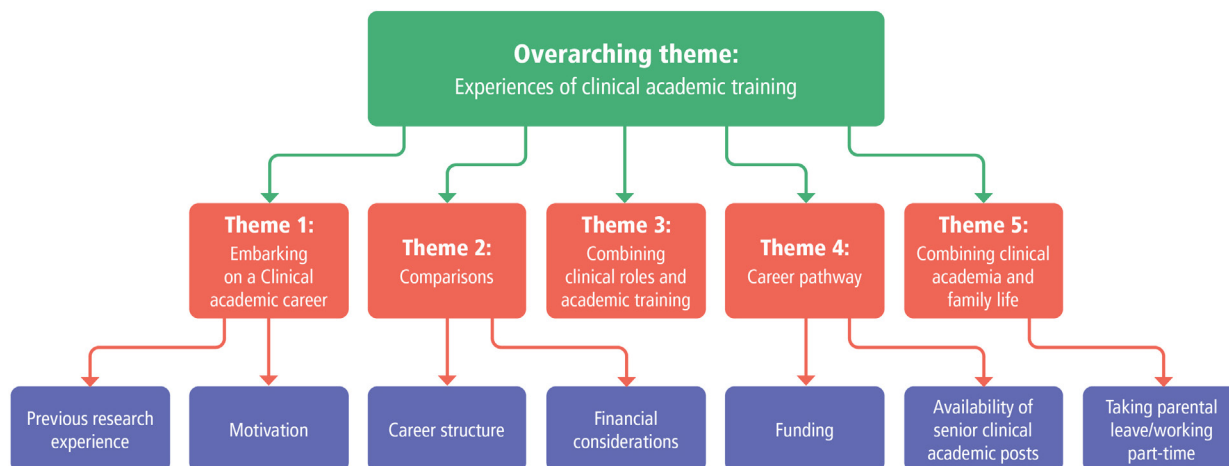 Overarching theme:
Experiences of clinical academic training
Theme 1:
Embarking
on a Clinical
academic career
Theme 2:
Comparisons
Theme 3:
Combining
clinical roles and
academic training
Theme 4:
Career pathway
Theme 5:
Combining clinical
academia and
family life
Previous research
experience
Motivation
Career structure
Financial
considerations
Funding
Availability of
senior clinical
academic posts
Taking parental
leave/working
part-time